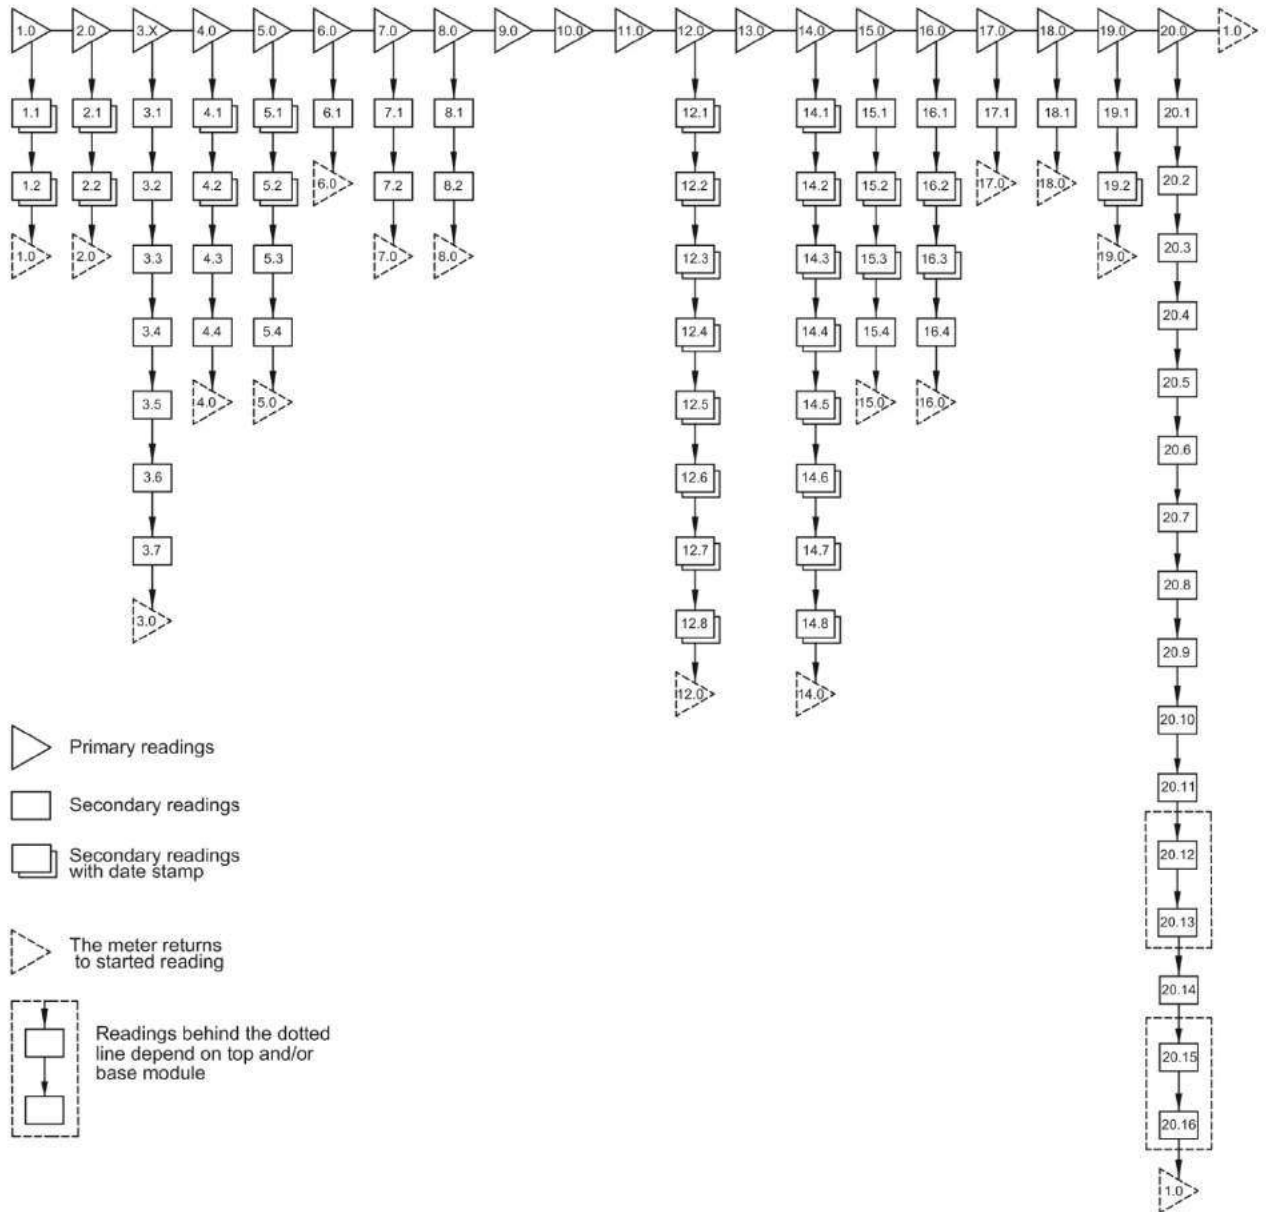 1.0 2.0 3.X 4.0 5.0 6.0 7.0 8.0 9.0 10.0 11.0 12.0 13.0 14.0 15.0 16.0 17.0 18.0 19.0 20.0 1.0
1.1 2.1 3.1 4.1 5.1 6.1 7.1 8.1 12.1 14.1 15.1 16.1 17.1 18.1 19.1 20.1
1.2 2.2 3.2 4.2 5.2 6.0 7.2 8.2 12.2 14.2 15.2 16.2 17.0 18.0 19.2 20.2
1.0 2.0 3.3 4.3 5.3 7.0 8.0 12.3 14.3 15.3 16.3 19.0 20.3
3.4 4.4 5.4 12.4 14.4 15.4 16.4 20.4
3.5 4.0 5.0 12.5 14.5 15.0 16.0 20.5
3.6 12.6 14.6 20.6
3.7 12.7 14.7 20.7
3.0 12.8 14.8 20.8
12.0 14.0 20.9
20.10
20.11
20.12
20.13
20.14
20.15
20.16
1.0
Primary readings
Secondary readings
Secondary readings
with date stamp
The meter returns
to started reading
Readings behind the dotted
line depend on top and/or
base module